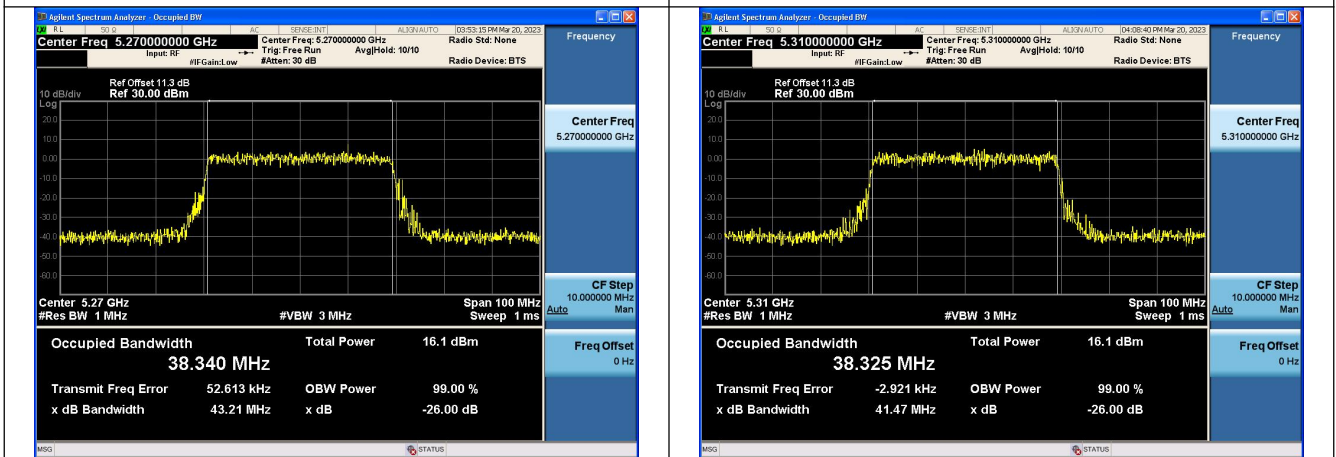 Agilent Spectrum Analyzer - Occupied BW
RL 50 Ω AC SENSE:INT ALIGN AUTO 03:53:15 PM Mar 20, 2023
Center Freq 5.270000000 GHz
Input: RF
#IFGain:Low
Center Freq: 5.270000000 GHz
Trig: Free Run Avg|Hold: 10/10
#Atten: 30 dB
Radio Std: None
Radio Device: BTS
Frequency
Ref Offset 11.3 dB
10 dB/div Ref 30.00 dBm
Log
20.0
10.0
0.00
-10.0
-20.0
-30.0
-40.0
-50.0
-60.0
Center Freq
5.270000000 GHz
Center 5.27 GHz Span 100 MHz
#Res BW 1 MHz #VBW 3 MHz Sweep 1 ms
CF Step
10.000000 MHz
Auto Man
Occupied Bandwidth Total Power 16.1 dBm
38.340 MHz
Transmit Freq Error 52.613 kHz OBW Power 99.00 %
x dB Bandwidth 43.21 MHz x dB -26.00 dB
Freq Offset
0 Hz
MSG STATUS
Agilent Spectrum Analyzer - Occupied BW
RL 50 Ω AC SENSE:INT ALIGN AUTO 04:08:40 PM Mar 20, 2023
Center Freq 5.310000000 GHz
Input: RF
#IFGain:Low
Center Freq: 5.310000000 GHz
Trig: Free Run Avg|Hold: 10/10
#Atten: 30 dB
Radio Std: None
Radio Device: BTS
Frequency
Ref Offset 11.3 dB
10 dB/div Ref 30.00 dBm
Log
20.0
10.0
0.00
-10.0
-20.0
-30.0
-40.0
-50.0
-60.0
Center Freq
5.310000000 GHz
Center 5.31 GHz Span 100 MHz
#Res BW 1 MHz #VBW 3 MHz Sweep 1 ms
CF Step
10.000000 MHz
Auto Man
Occupied Bandwidth Total Power 16.1 dBm
38.325 MHz
Transmit Freq Error -2.921 kHz OBW Power 99.00 %
x dB Bandwidth 41.47 MHz x dB -26.00 dB
Freq Offset
0 Hz
MSG STATUS